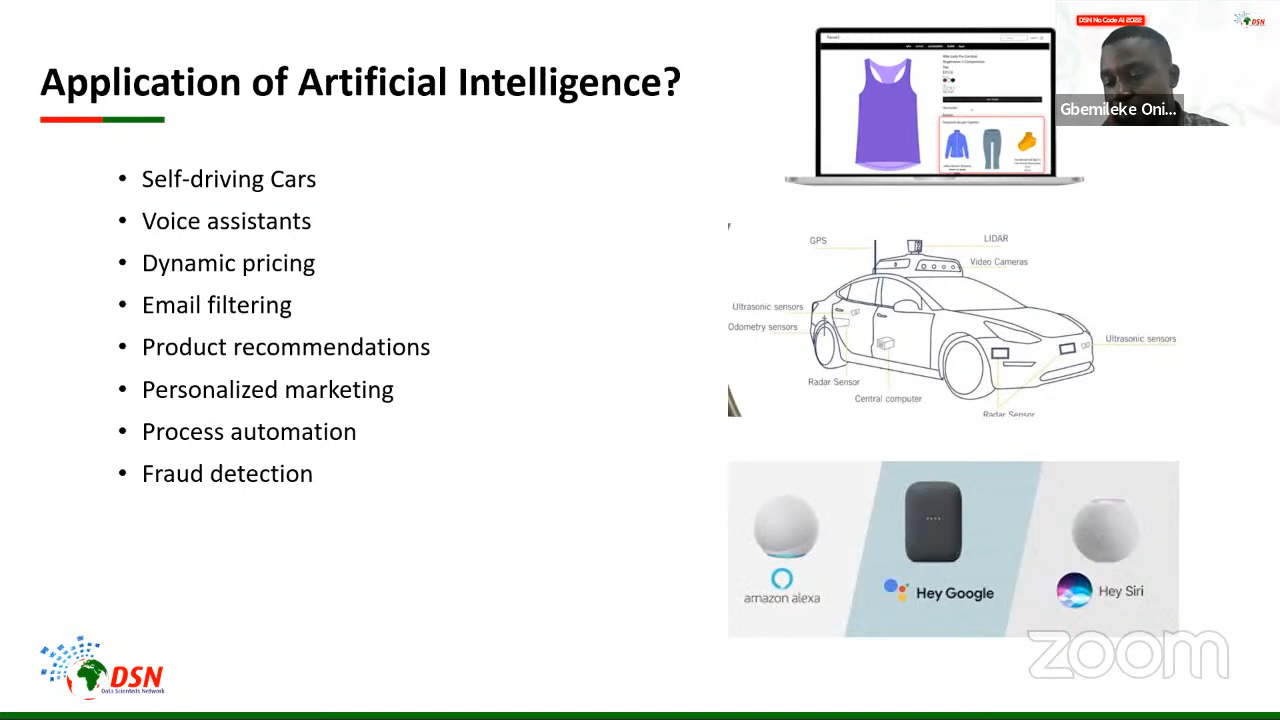 DSN No Code AI 2022
DSN
Gbemileke Oni...
Application of Artificial Intelligence?
• Self-driving Cars
• Voice assistants
• Dynamic pricing
• Email filtering
• Product recommendations
• Personalized marketing
• Process automation
• Fraud detection
GPS
LIDAR
Video Cameras
Ultrasonic sensors
Odometry sensors
Ultrasonic sensors
Radar Sensor
Central computer
Radar Sensor
amazon alexa
Hey Google
Hey Siri
zoom
DSN
Data Scientists Network